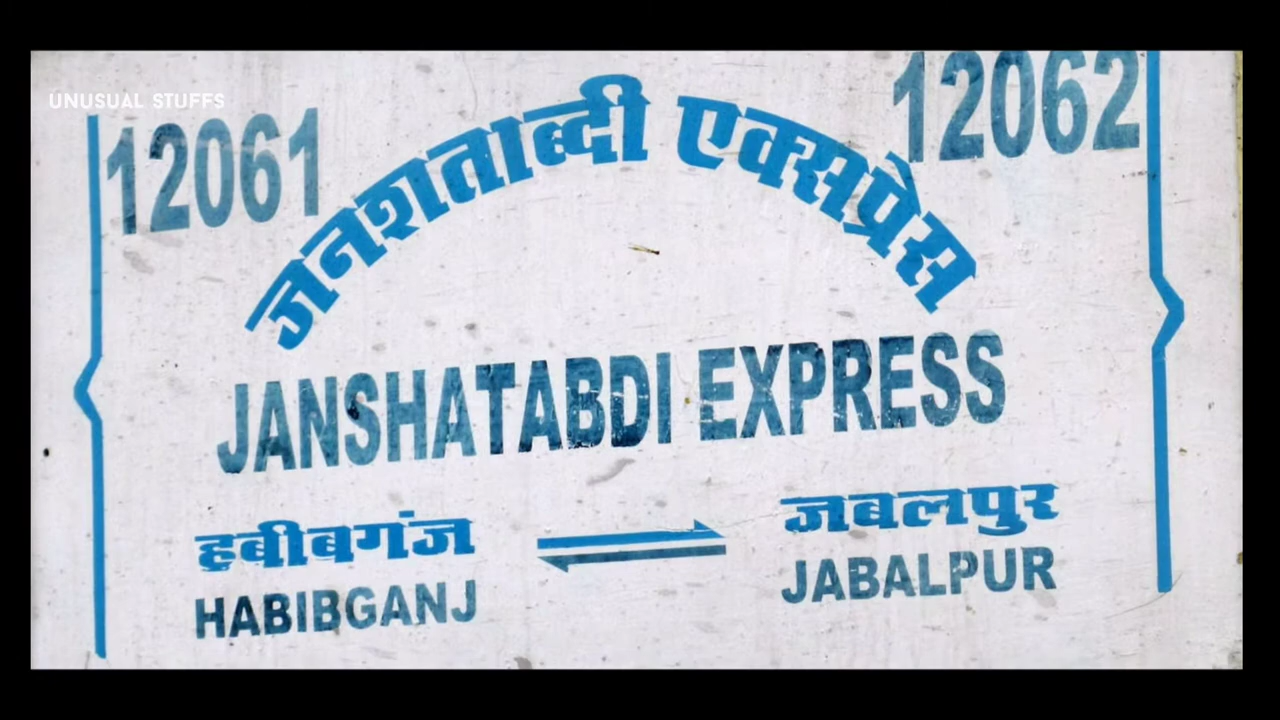 UNUSUAL STUFFS
12061 12062
जनशताब्दी एक्सप्रेस
JANSHATABDI EXPRESS
हबीबगंज जबलपुर
HABIBGANJ JABALPUR